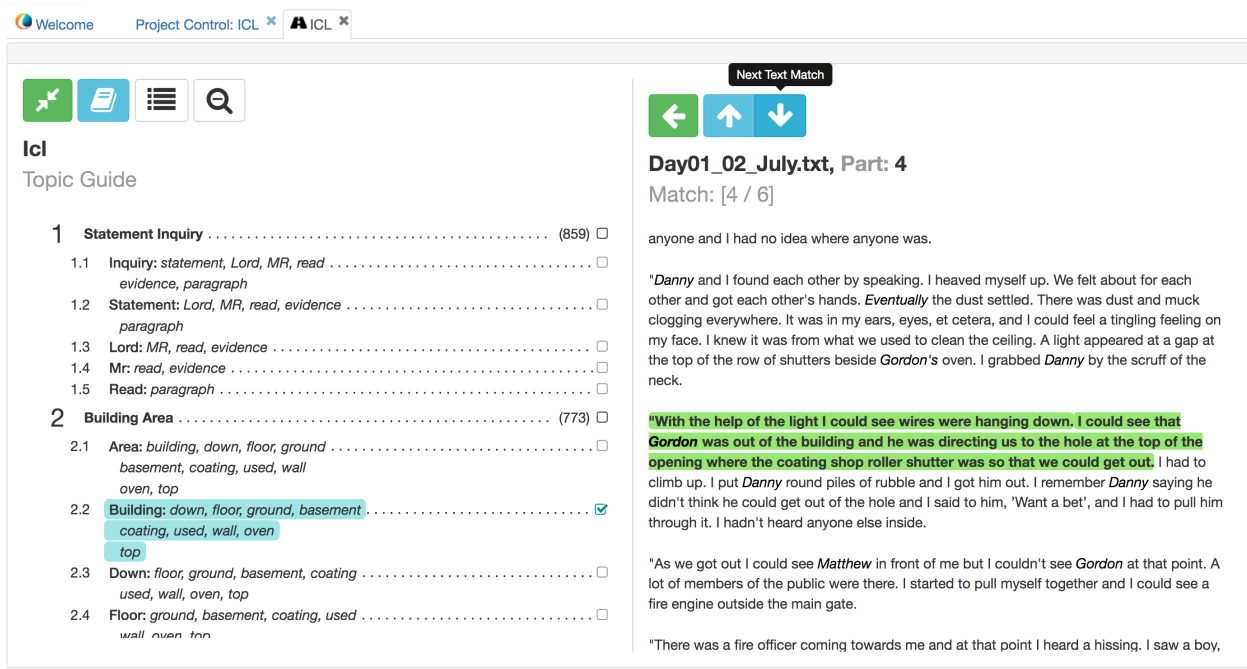 Welcome
Project Control: ICL ×
ICL ×
Next Text Match
Icl
Topic Guide
1 Statement Inquiry (859)
1.1 Inquiry: statement, Lord, MR, read
evidence, paragraph
1.2 Statement: Lord, MR, read, evidence
paragraph
1.3 Lord: MR, read, evidence
1.4 Mr: read, evidence
1.5 Read: paragraph
2 Building Area (773)
2.1 Area: building, down, floor, ground
basement, coating, used, wall
oven, top
2.2 Building: down, floor, ground, basement
coating, used, wall, oven
top
2.3 Down: floor, ground, basement, coating
used, wall, oven, top
2.4 Floor: ground, basement, coating, used
wall, oven, top
Day01_02_July.txt, Part: 4
Match: [4 / 6]
anyone and I had no idea where anyone was.
"Danny and I found each other by speaking. I heaved myself up. We felt about for each
other and got each other's hands. Eventually the dust settled. There was dust and muck
clogging everywhere. It was in my ears, eyes, et cetera, and I could feel a tingling feeling on
my face. I knew it was from what we used to clean the ceiling. A light appeared at a gap at
the top of the row of shutters beside Gordon's oven. I grabbed Danny by the scruff of the
neck.
"With the help of the light I could see wires were hanging down. I could see that
Gordon was out of the building and he was directing us to the hole at the top of the
opening where the coating shop roller shutter was so that we could get out. I had to
climb up. I put Danny round piles of rubble and I got him out. I remember Danny saying he
didn't think he could get out of the hole and I said to him, 'Want a bet', and I had to pull him
through it. I hadn't heard anyone else inside.
"As we got out I could see Matthew in front of me but I couldn't see Gordon at that point. A
lot of members of the public were there. I started to pull myself together and I could see a
fire engine outside the main gate.
"There was a fire officer coming towards me and at that point I heard a hissing. I saw a boy,